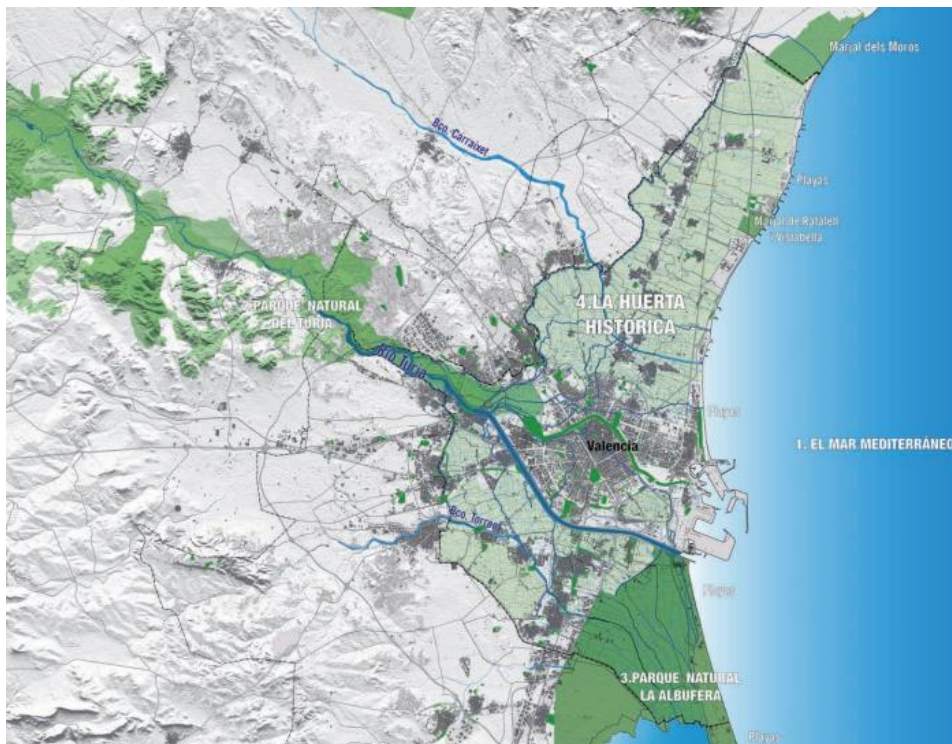 Marjal dels Moros
Bco. Carraixet
Playas
Marjal de Rafalell
i Vistabella
4.LA HUERTA
HISTÓRICA
2.PARQUE NATURAL
DEL TURIA
Río Turia
Playas
Valencia
1. EL MAR MEDITERRÁNEO
Bco. Torrent
Playas
3.PARQUE NATURAL
LA ALBUFERA
Playas